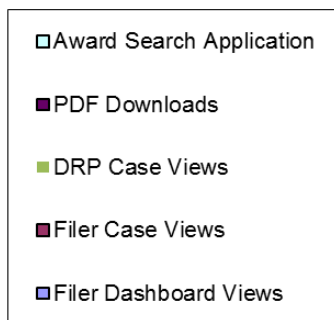 Award Search Application
PDF Downloads
DRP Case Views
Filer Case Views
Filer Dashboard Views